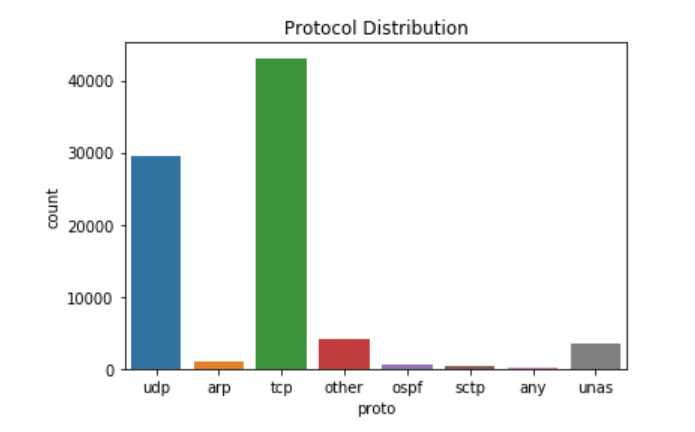 Protocol Distribution
count
40000
30000
20000
10000
0
udp arp tcp other ospf sctp any unas
proto